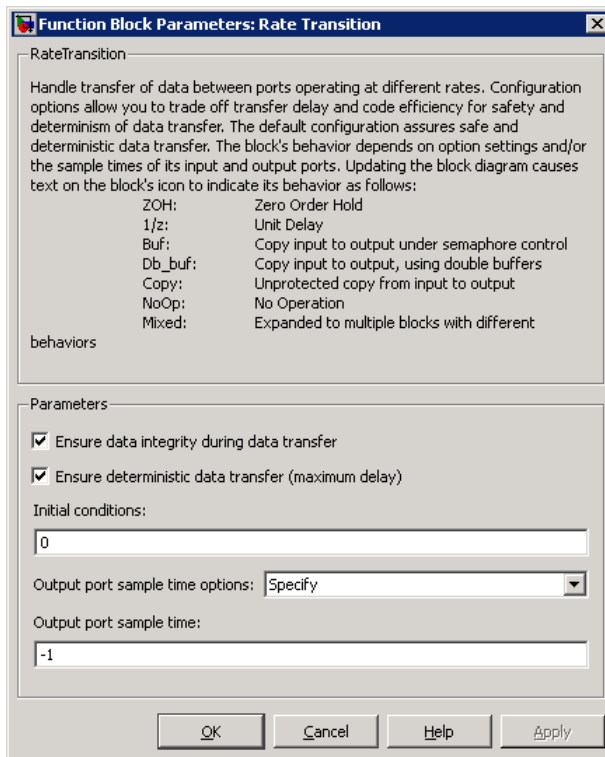 Function Block Parameters: Rate Transition
RateTransition
Handle transfer of data between ports operating at different rates. Configuration
options allow you to trade off transfer delay and code efficiency for safety and
determinism of data transfer. The default configuration assures safe and
deterministic data transfer. The block's behavior depends on option settings and/or
the sample times of its input and output ports. Updating the block diagram causes
text on the block's icon to indicate its behavior as follows:
ZOH: Zero Order Hold
1/z: Unit Delay
Buf: Copy input to output under semaphore control
Db_buf: Copy input to output, using double buffers
Copy: Unprotected copy from input to output
NoOp: No Operation
Mixed: Expanded to multiple blocks with different
behaviors
Parameters
Ensure data integrity during data transfer
Ensure deterministic data transfer (maximum delay)
Initial conditions:
0
Output port sample time options: Specify
Output port sample time:
-1
OK Cancel Help Apply